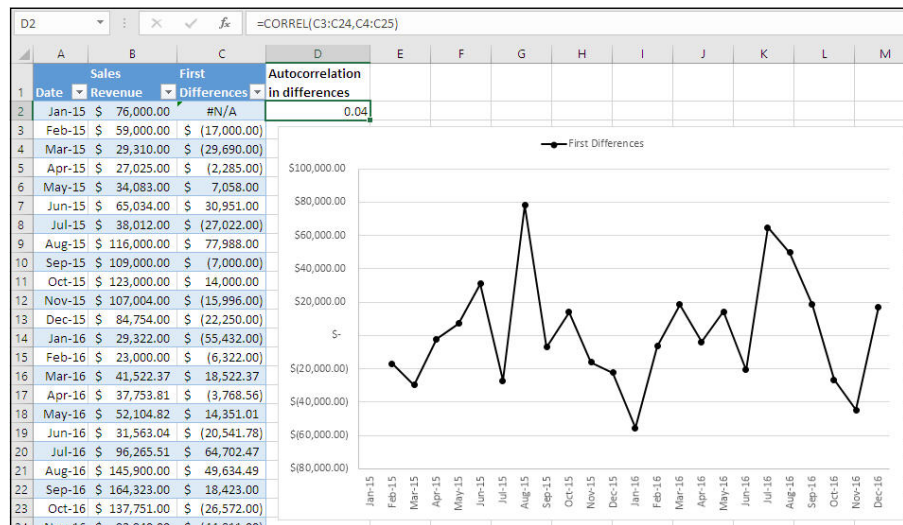 D2 fx =CORREL(C3:C24,C4:C25)
A B C D E F G H I J K L M
Sales First Autocorrelation
1 Date Revenue Differences in differences
2 Jan-15 $ 76,000.00 #N/A 0.04
3 Feb-15 $ 59,000.00 $ (17,000.00)
4 Mar-15 $ 29,310.00 $ (29,690.00)
5 Apr-15 $ 27,025.00 $ (2,285.00)
6 May-15 $ 34,083.00 $ 7,058.00
7 Jun-15 $ 65,034.00 $ 30,951.00
8 Jul-15 $ 38,012.00 $ (27,022.00)
9 Aug-15 $ 116,000.00 $ 77,988.00
10 Sep-15 $ 109,000.00 $ (7,000.00)
11 Oct-15 $ 123,000.00 $ 14,000.00
12 Nov-15 $ 107,004.00 $ (15,996.00)
13 Dec-15 $ 84,754.00 $ (22,250.00)
14 Jan-16 $ 29,322.00 $ (55,432.00)
15 Feb-16 $ 23,000.00 $ (6,322.00)
16 Mar-16 $ 41,522.37 $ 18,522.37
17 Apr-16 $ 37,753.81 $ (3,768.56)
18 May-16 $ 52,104.82 $ 14,351.01
19 Jun-16 $ 31,563.04 $ (20,541.78)
20 Jul-16 $ 96,265.51 $ 64,702.47
21 Aug-16 $ 145,900.00 $ 49,634.49
22 Sep-16 $ 164,323.00 $ 18,423.00
23 Oct-16 $ 137,751.00 $ (26,572.00)
First Differences
$100,000.00
$80,000.00
$60,000.00
$40,000.00
$20,000.00
$-
$(20,000.00)
$(40,000.00)
$(60,000.00)
$(80,000.00)
Jan-15
Feb-15
Mar-15
Apr-15
May-15
Jun-15
Jul-15
Aug-15
Sep-15
Oct-15
Nov-15
Dec-15
Jan-16
Feb-16
Mar-16
Apr-16
May-16
Jun-16
Jul-16
Aug-16
Sep-16
Oct-16
Nov-16
Dec-16